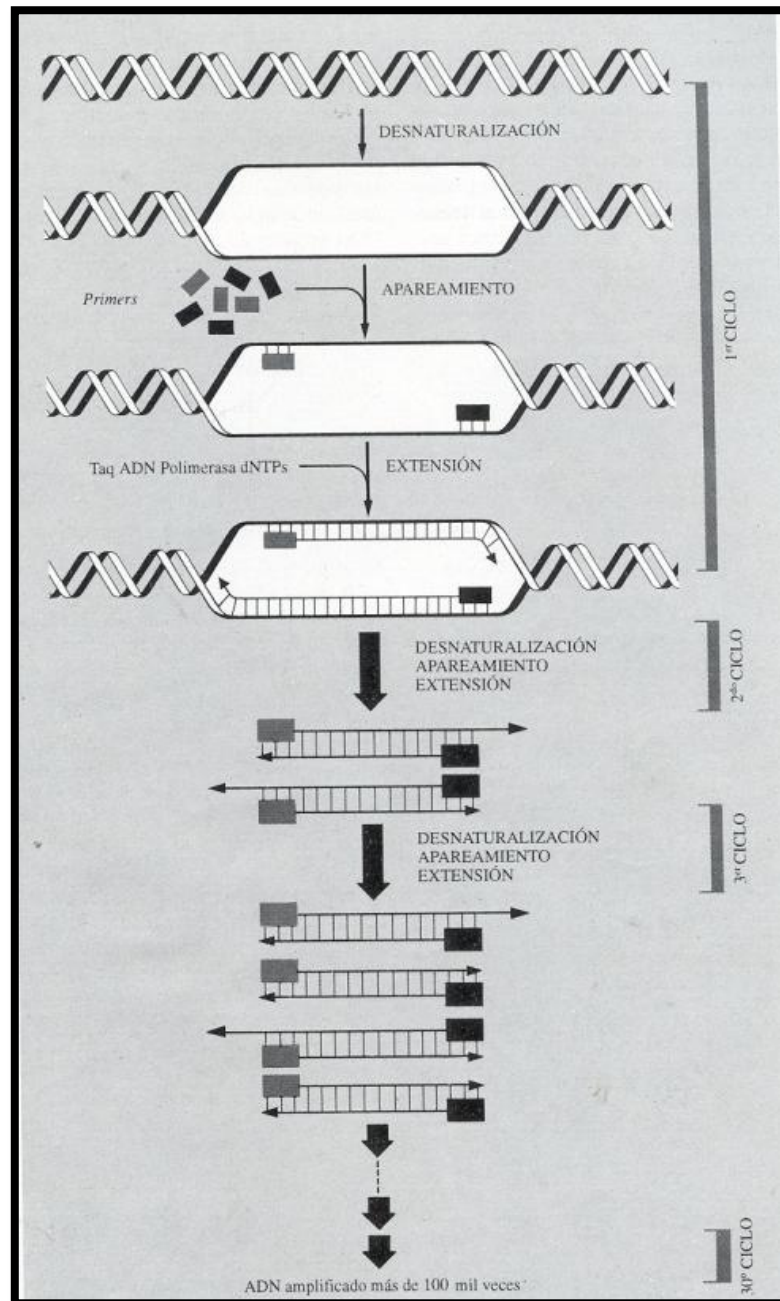 DESNATURALIZACIÓN
Primers
APAREAMIENTO
1er CICLO
Taq ADN Polimerasa dNTPs
EXTENSIÓN
DESNATURALIZACIÓN
APAREAMIENTO
EXTENSIÓN
2do CICLO
DESNATURALIZACIÓN
APAREAMIENTO
EXTENSIÓN
3er CICLO
ADN amplificado más de 100 mil veces
30º CICLO